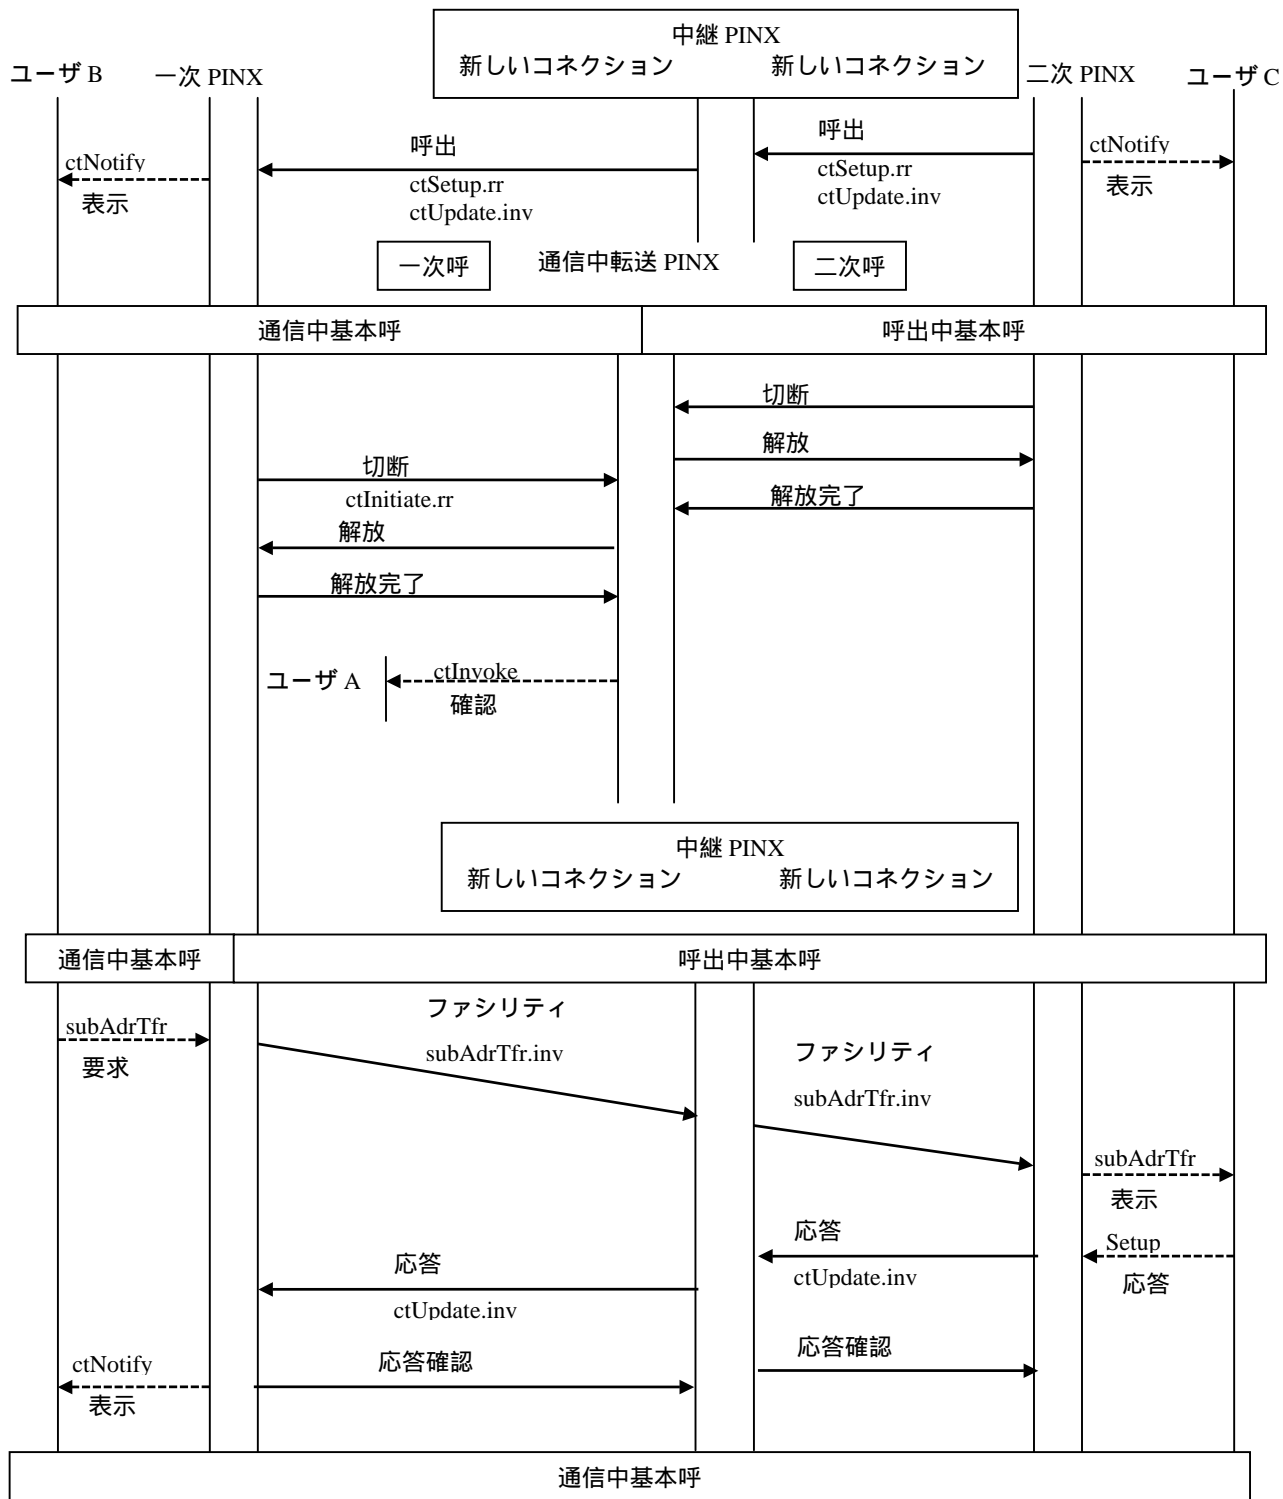 中継 PINX
新しいコネクション 新しいコネクション
ユーザ B 一次 PINX 二次 PINX ユーザ C
呼出 呼出
ctNotify ctNotify
表示 表示
ctSetup.rr ctSetup.rr
ctUpdate.inv ctUpdate.inv
一次呼 通信中転送 PINX 二次呼
通信中基本呼 呼出中基本呼
切断
解放
切断
ctInitiate.rr
解放完了
解放
解放完了
ユーザ A ctInvoke
確認
中継 PINX
新しいコネクション 新しいコネクション
通信中基本呼 呼出中基本呼
ファシリティ
subAdrTfr
要求
subAdrTfr.inv
ファシリティ
subAdrTfr.inv
subAdrTfr
表示
応答
Setup
応答
ctUpdate.inv
応答
ctUpdate.inv
応答確認
ctNotify
表示
応答確認
通信中基本呼